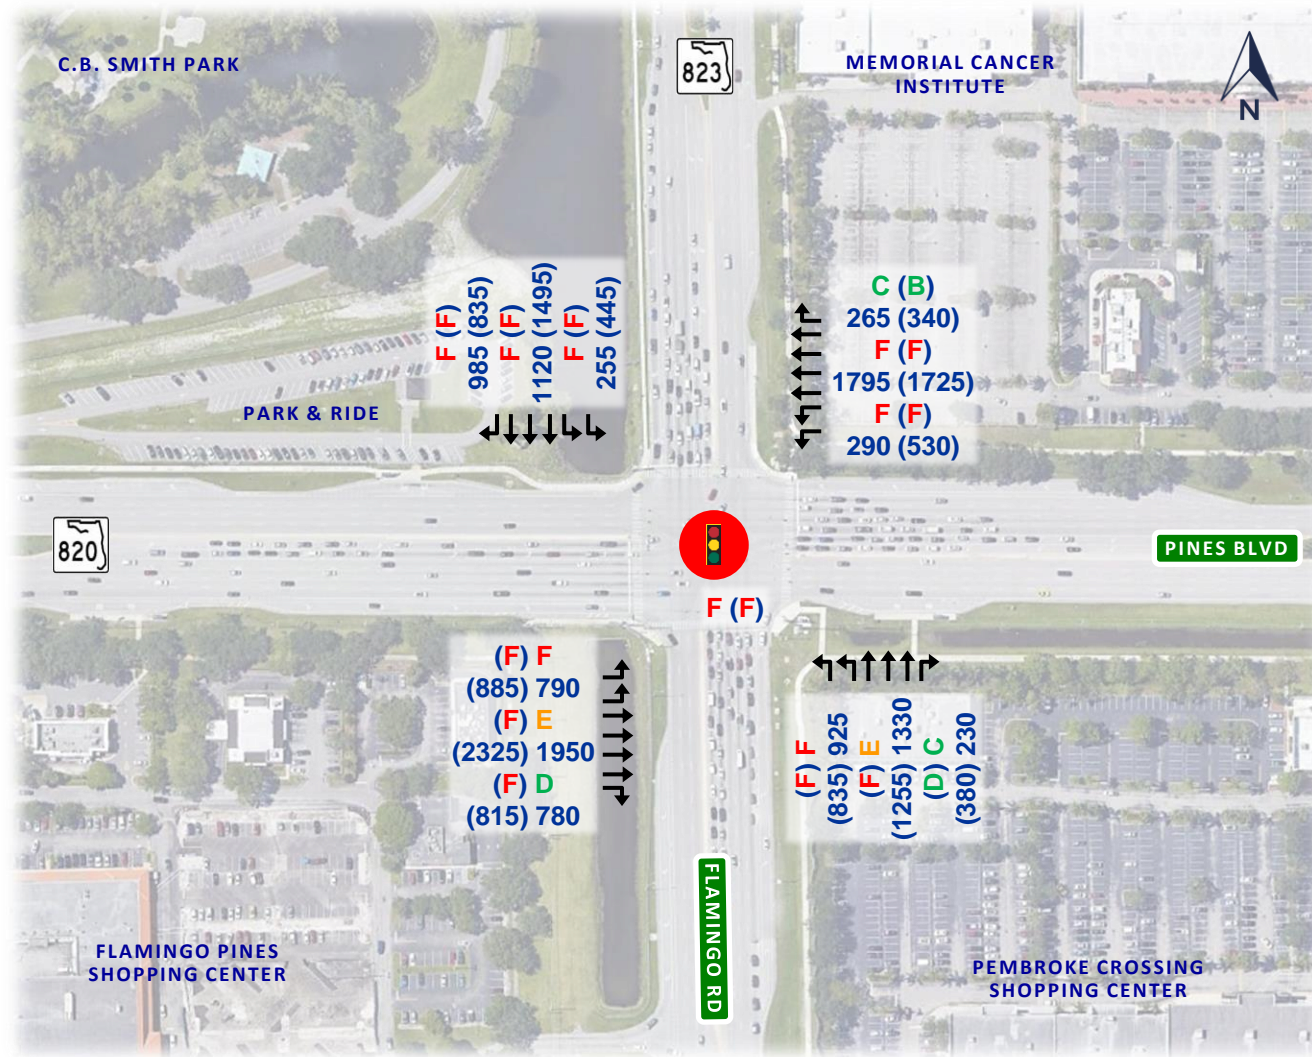 C.B. SMITH PARK
823
MEMORIAL CANCER
INSTITUTE
N
F (F)
985 (835)
F (F)
1120 (1495)
F (F)
255 (445)
C (B)
265 (340)
F (F)
1795 (1725)
F (F)
290 (530)
PARK & RIDE
820
PINES BLVD
F (F)
(F) F
(885) 790
(F) E
(2325) 1950
(F) D
(815) 780
(F) F
(835) 925
(F) E
(1255) 1330
(D) C
(380) 230
FLAMINGO RD
FLAMINGO PINES
SHOPPING CENTER
PEMBROKE CROSSING
SHOPPING CENTER